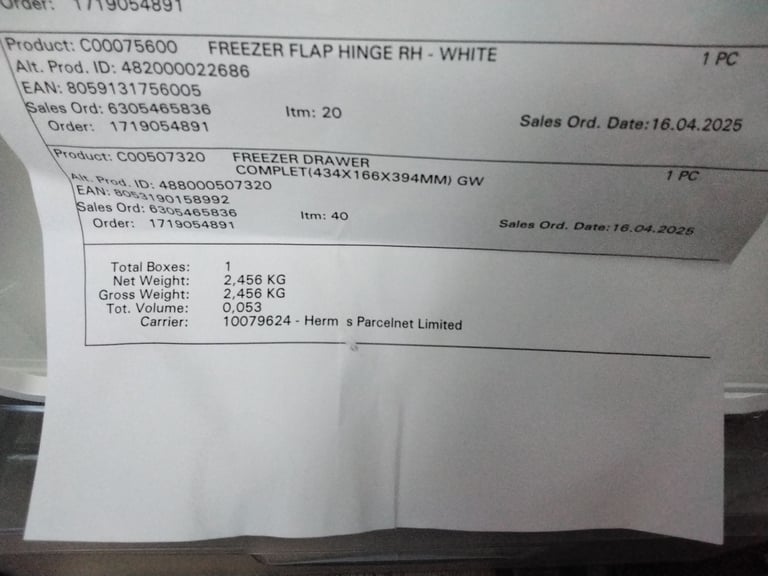 Order: 1719054891
Product: C00075600 FREEZER FLAP HINGE RH - WHITE 1 PC
Alt. Prod. ID: 482000022686
EAN: 8059131756005
Sales Ord: 6305465836 Itm: 20 Sales Ord. Date:16.04.2025
Order: 1719054891
Product: C00507320 FREEZER DRAWER 1 PC
COMPLET(434X166X394MM) GW
Alt. Prod. ID: 488000507320
EAN: 8053190158992
Sales Ord: 6305465836 Itm: 40 Sales Ord. Date:16.04.2025
Order: 1719054891
Total Boxes: 1
Net Weight: 2,456 KG
Gross Weight: 2,456 KG
Tot. Volume: 0,053
Carrier: 10079624 - Herm s Parcelnet Limited